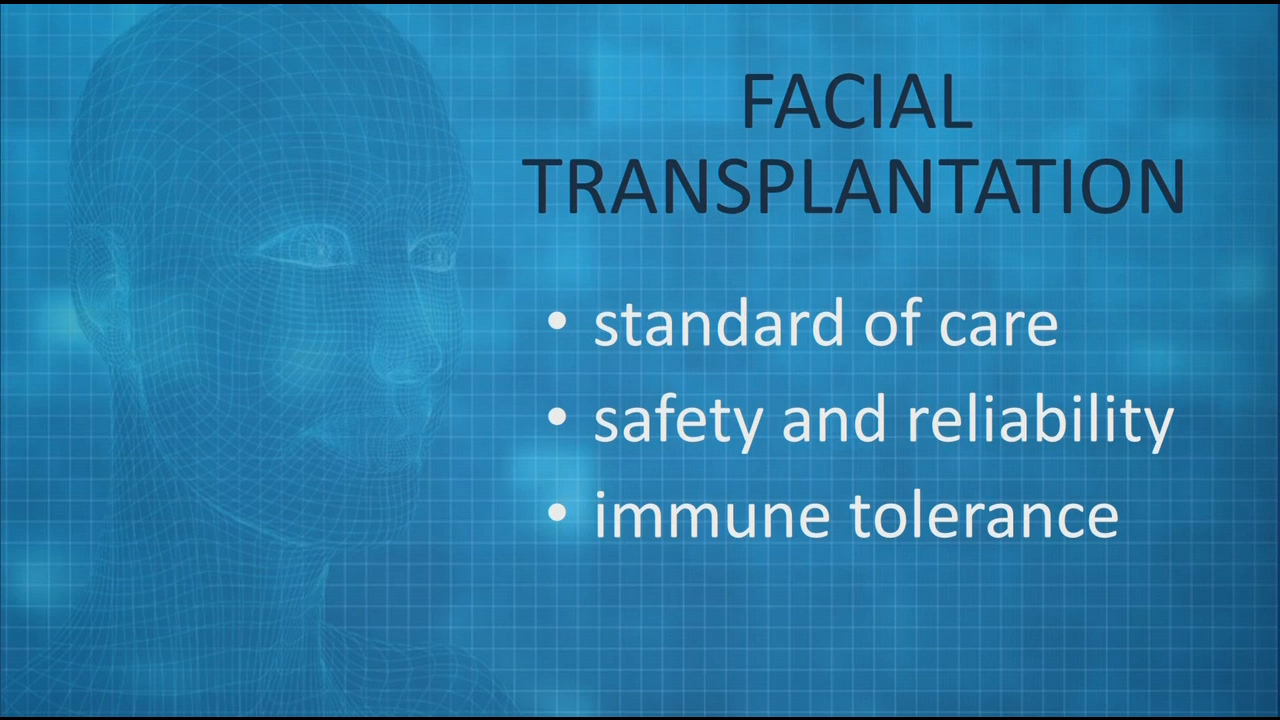 FACIAL
TRANSPLANTATION
• standard of care
• safety and reliability
• immune tolerance